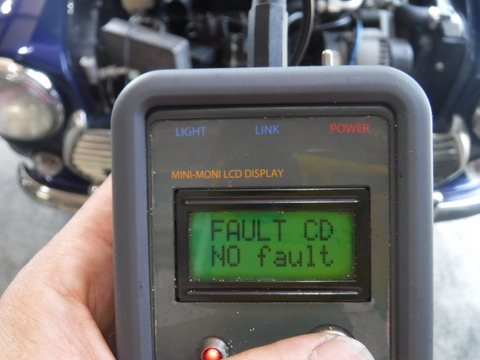 LIGHT LINK POWER
MINI-MONI LCD DISPLAY
FAULT CD
NO fault